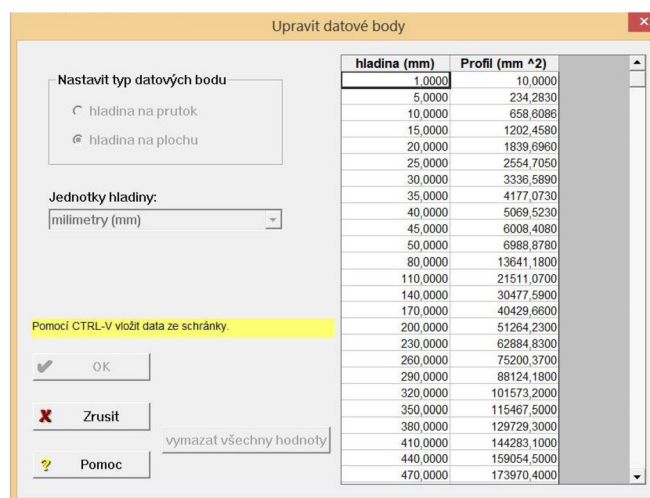 Upravit datové body
Nastavit typ datových bodu
hladina na prutok
hladina na plochu
Jednotky hladiny:
milimetry (mm)
Pomocí CTRL-V vložit data ze schránky.
OK
Zrusit
vymazat všechny hodnoty
Pomoc
hladina (mm) Profil (mm ^2)
1,0000 10,0000
5,0000 234,2830
10,0000 658,6086
15,0000 1202,4580
20,0000 1839,6960
25,0000 2554,7050
30,0000 3336,5890
35,0000 4177,0730
40,0000 5069,5230
45,0000 6008,4080
50,0000 6988,8780
80,0000 13641,1800
110,0000 21511,0700
140,0000 30477,5900
170,0000 40429,6600
200,0000 51264,2300
230,0000 62884,8300
260,0000 75200,3700
290,0000 88124,1800
320,0000 101573,2000
350,0000 115467,5000
380,0000 129729,3000
410,0000 144283,1000
440,0000 159054,5000
470,0000 173970,4000